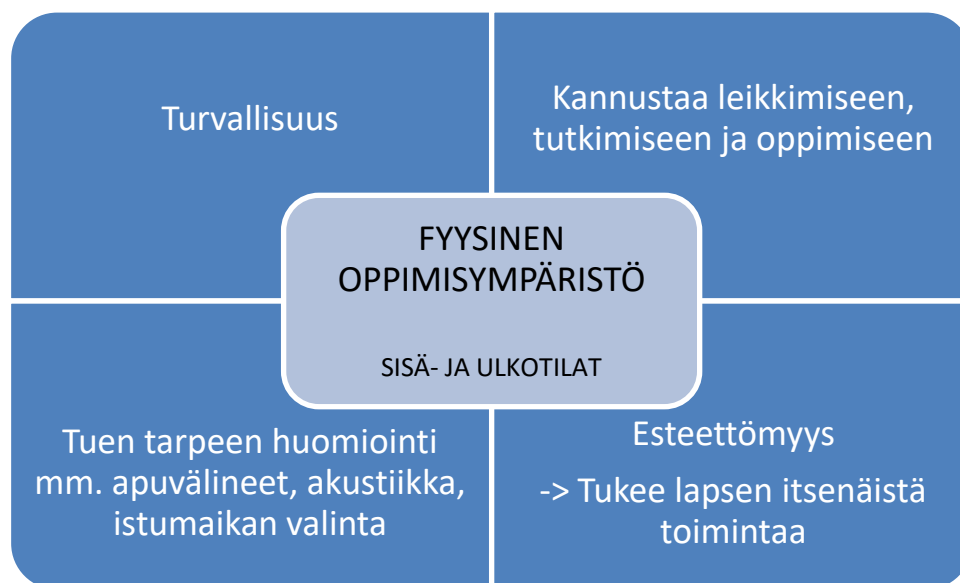 Turvallisuus
Kannustaa leikkimiseen,
tutkimiseen ja oppimiseen
FYYSINEN
OPPIMISYMPÄRISTÖ
SISÄ- JA ULKOTILAT
Tuen tarpeen huomiointi
mm. apuvälineet, akustiikka,
istumaikan valinta
Esteettömyys
-> Tukee lapsen itsenäistä
toimintaa